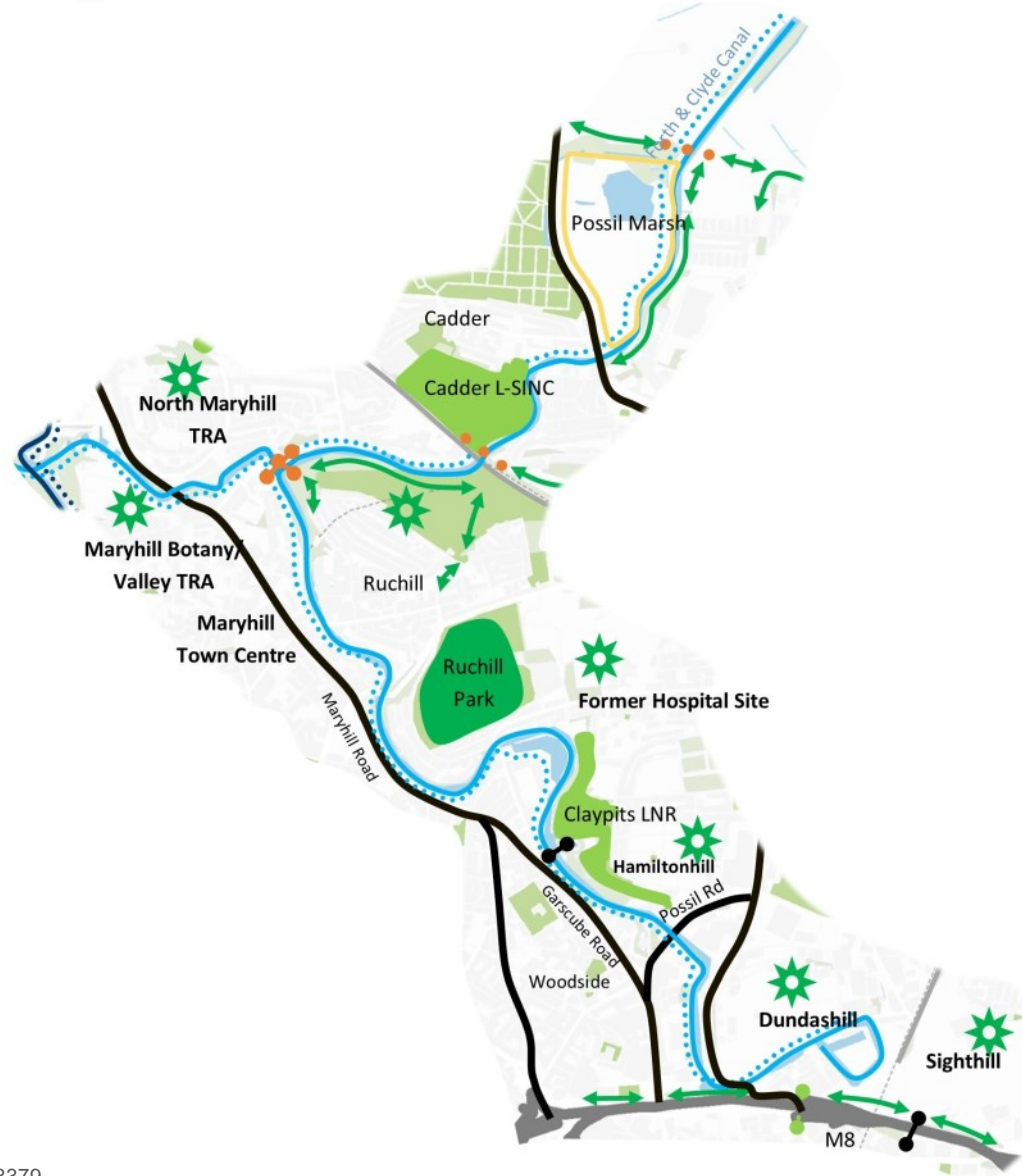 Forth & Clyde Canal
Possil Marsh
Cadder
Cadder L-SINC
North Maryhill
TRA
Maryhill Botany/
Valley TRA
Ruchill
Maryhill
Town Centre
Ruchill
Park
Former Hospital Site
Maryhill Road
Claypits LNR
Hamiltonhill
Possil Rd
Garscube Road
Woodside
Dundashill
Sighthill
M8